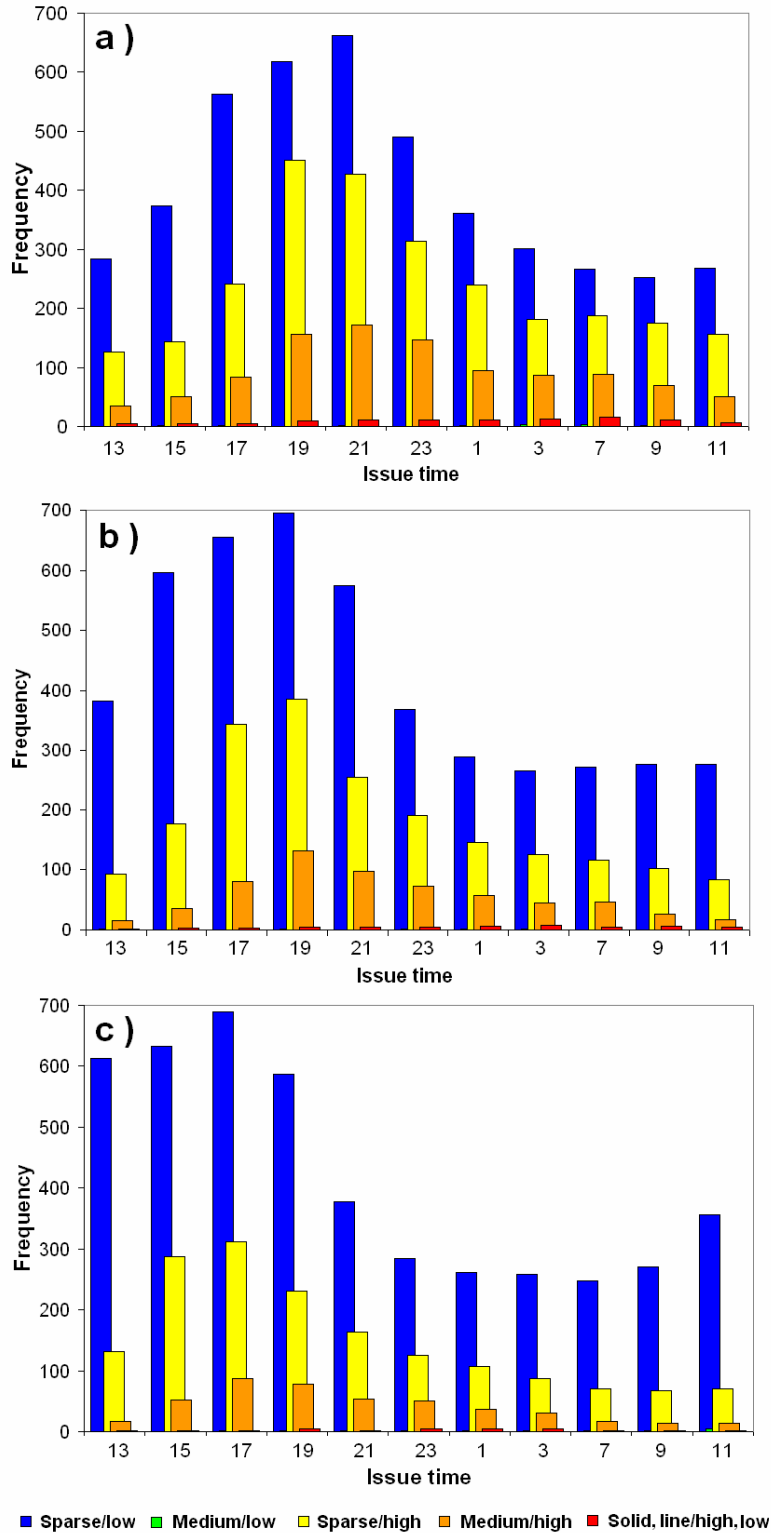 a )
Frequency
700
600
500
400
300
200
100
0
13 15 17 19 21 23 1 3 7 9 11
Issue time
b )
Frequency
700
600
500
400
300
200
100
0
13 15 17 19 21 23 1 3 7 9 11
Issue time
c )
Frequency
700
600
500
400
300
200
100
0
13 15 17 19 21 23 1 3 7 9 11
Issue time
Sparse/low Medium/low Sparse/high Medium/high Solid, line/high, low